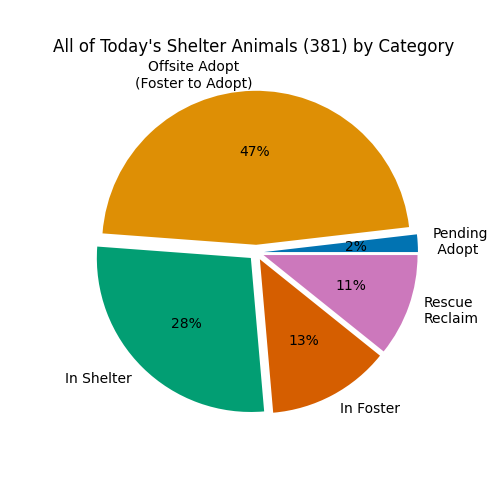 All of Today's Shelter Animals (381) by Category
Offsite Adopt
(Foster to Adopt)
47%
Pending
Adopt
2%
11%
Rescue
Reclaim
28%
13%
In Shelter
In Foster